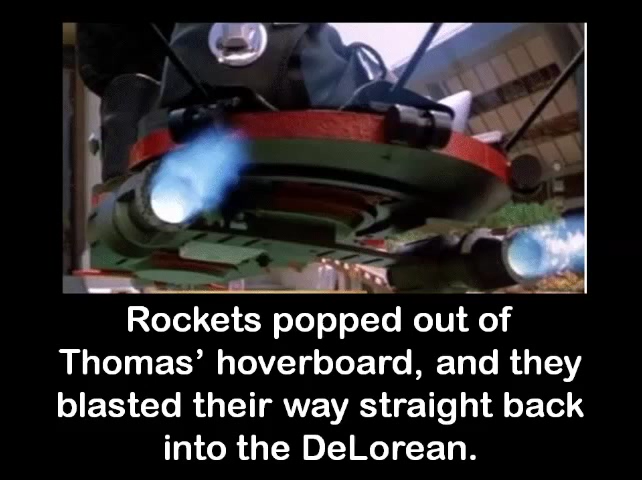 Rockets popped out of
Thomas’ hoverboard, and they
blasted their way straight back
into the DeLorean.